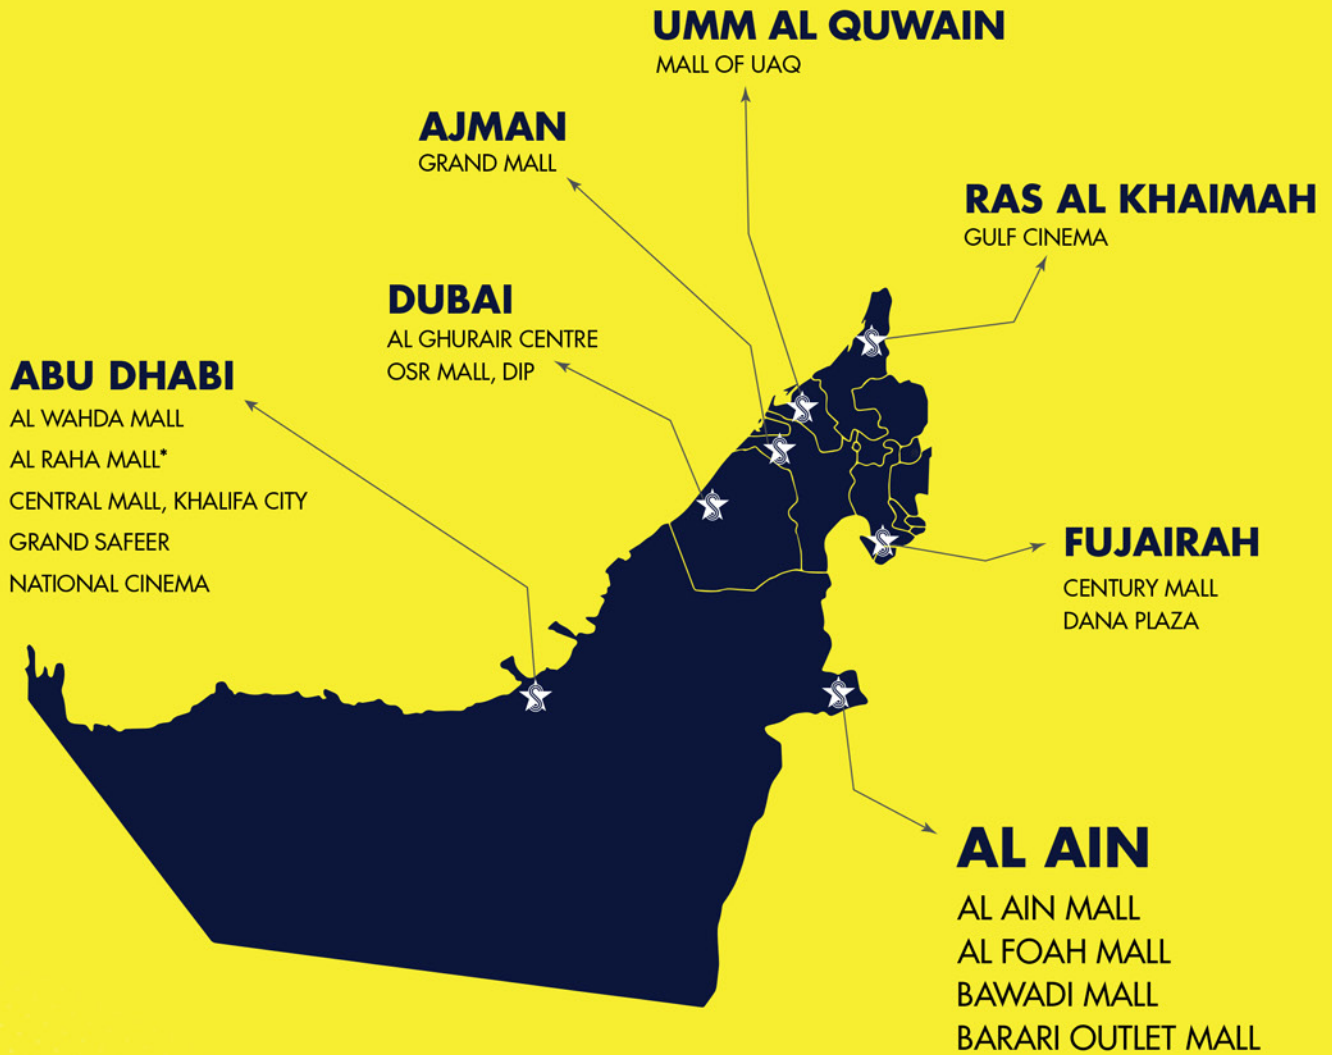 UMM AL QUWAIN
MALL OF UAQ
AJMAN
GRAND MALL
RAS AL KHAIMAH
GULF CINEMA
DUBAI
AL GHURAIR CENTRE
OSR MALL, DIP
ABU DHABI
AL WAHDA MALL
AL RAHA MALL*
CENTRAL MALL, KHALIFA CITY
GRAND SAFEER
NATIONAL CINEMA
FUJAIRAH
CENTURY MALL
DANA PLAZA
AL AIN
AL AIN MALL
AL FOAH MALL
BAWADI MALL
BARARI OUTLET MALL